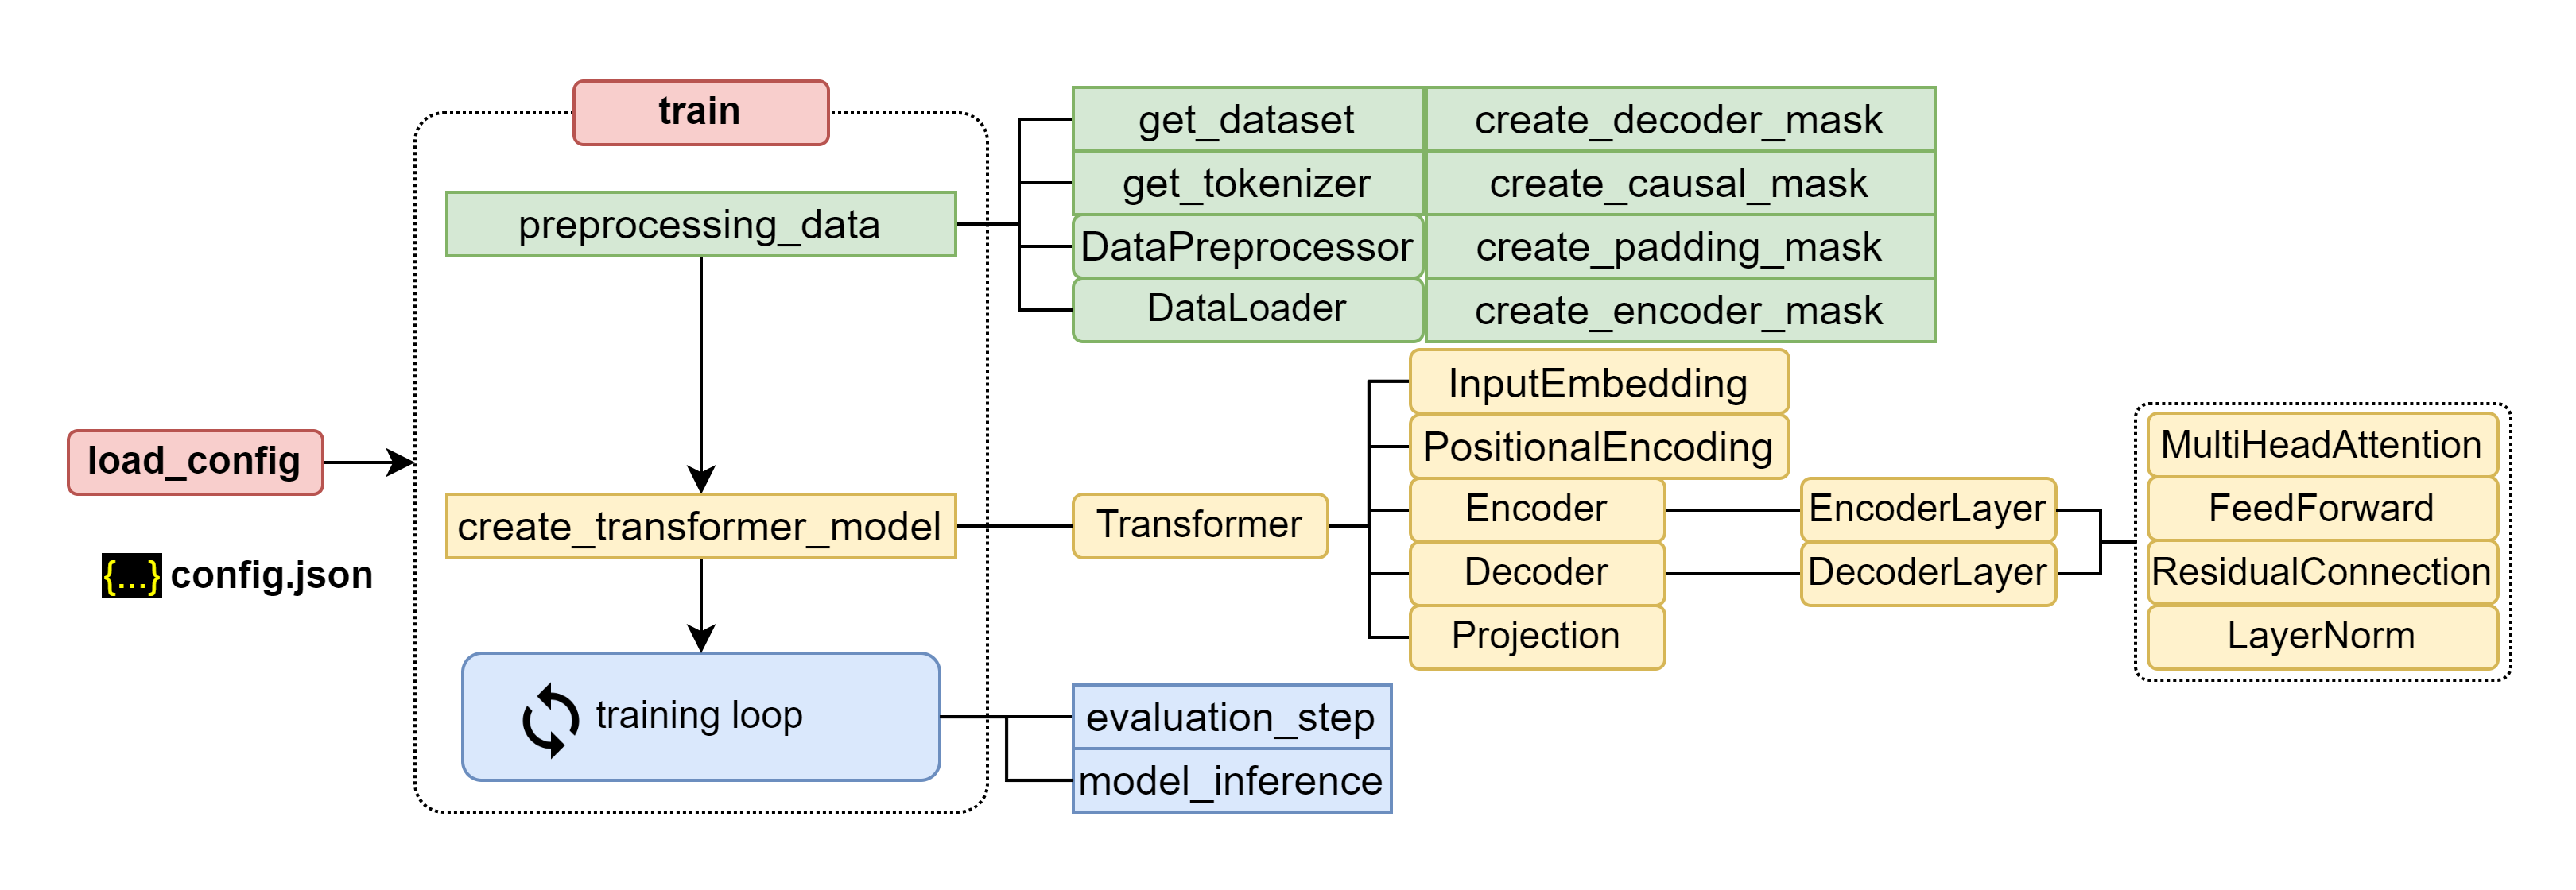 train
get_dataset
create_decoder_mask
get_tokenizer
create_causal_mask
preprocessing_data
DataPreprocessor
create_padding_mask
DataLoader
create_encoder_mask
InputEmbedding
PositionalEncoding
MultiHeadAttention
load_config
Encoder
EncoderLayer
FeedForward
create_transformer_model
Transformer
Decoder
DecoderLayer
ResidualConnection
{...} config.json
Projection
LayerNorm
training loop
evaluation_step
model_inference